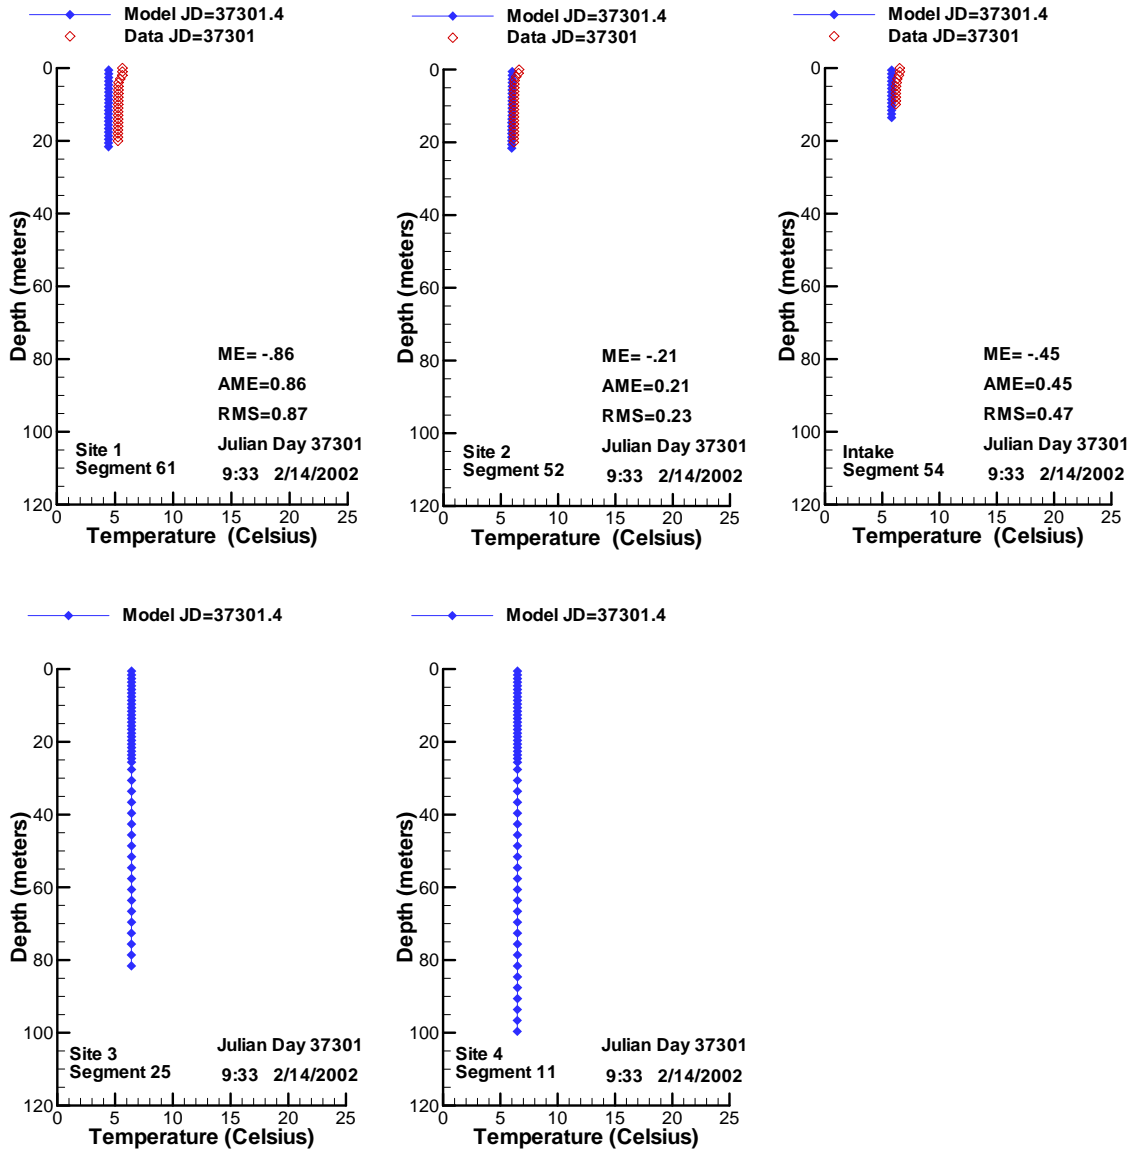 Model JD=37301.4
Data JD=37301
0
20
40
60
80
100
120
Depth (meters)
ME= -.86
AME=0.86
RMS=0.87
Julian Day 37301
9:33 2/14/2002
Site 1
Segment 61
0 5 10 15 20 25
Temperature (Celsius)
Model JD=37301.4
Data JD=37301
0
20
40
60
80
100
120
Depth (meters)
ME= -.21
AME=0.21
RMS=0.23
Julian Day 37301
9:33 2/14/2002
Site 2
Segment 52
0 5 10 15 20 25
Temperature (Celsius)
Model JD=37301.4
Data JD=37301
0
20
40
60
80
100
120
Depth (meters)
ME= -.45
AME=0.45
RMS=0.47
Julian Day 37301
9:33 2/14/2002
Intake
Segment 54
0 5 10 15 20 25
Temperature (Celsius)
Model JD=37301.4
0
20
40
60
80
100
120
Depth (meters)
Julian Day 37301
9:33 2/14/2002
Site 3
Segment 25
0 5 10 15 20 25
Temperature (Celsius)
Model JD=37301.4
0
20
40
60
80
100
120
Depth (meters)
Julian Day 37301
9:33 2/14/2002
Site 4
Segment 11
0 5 10 15 20 25
Temperature (Celsius)